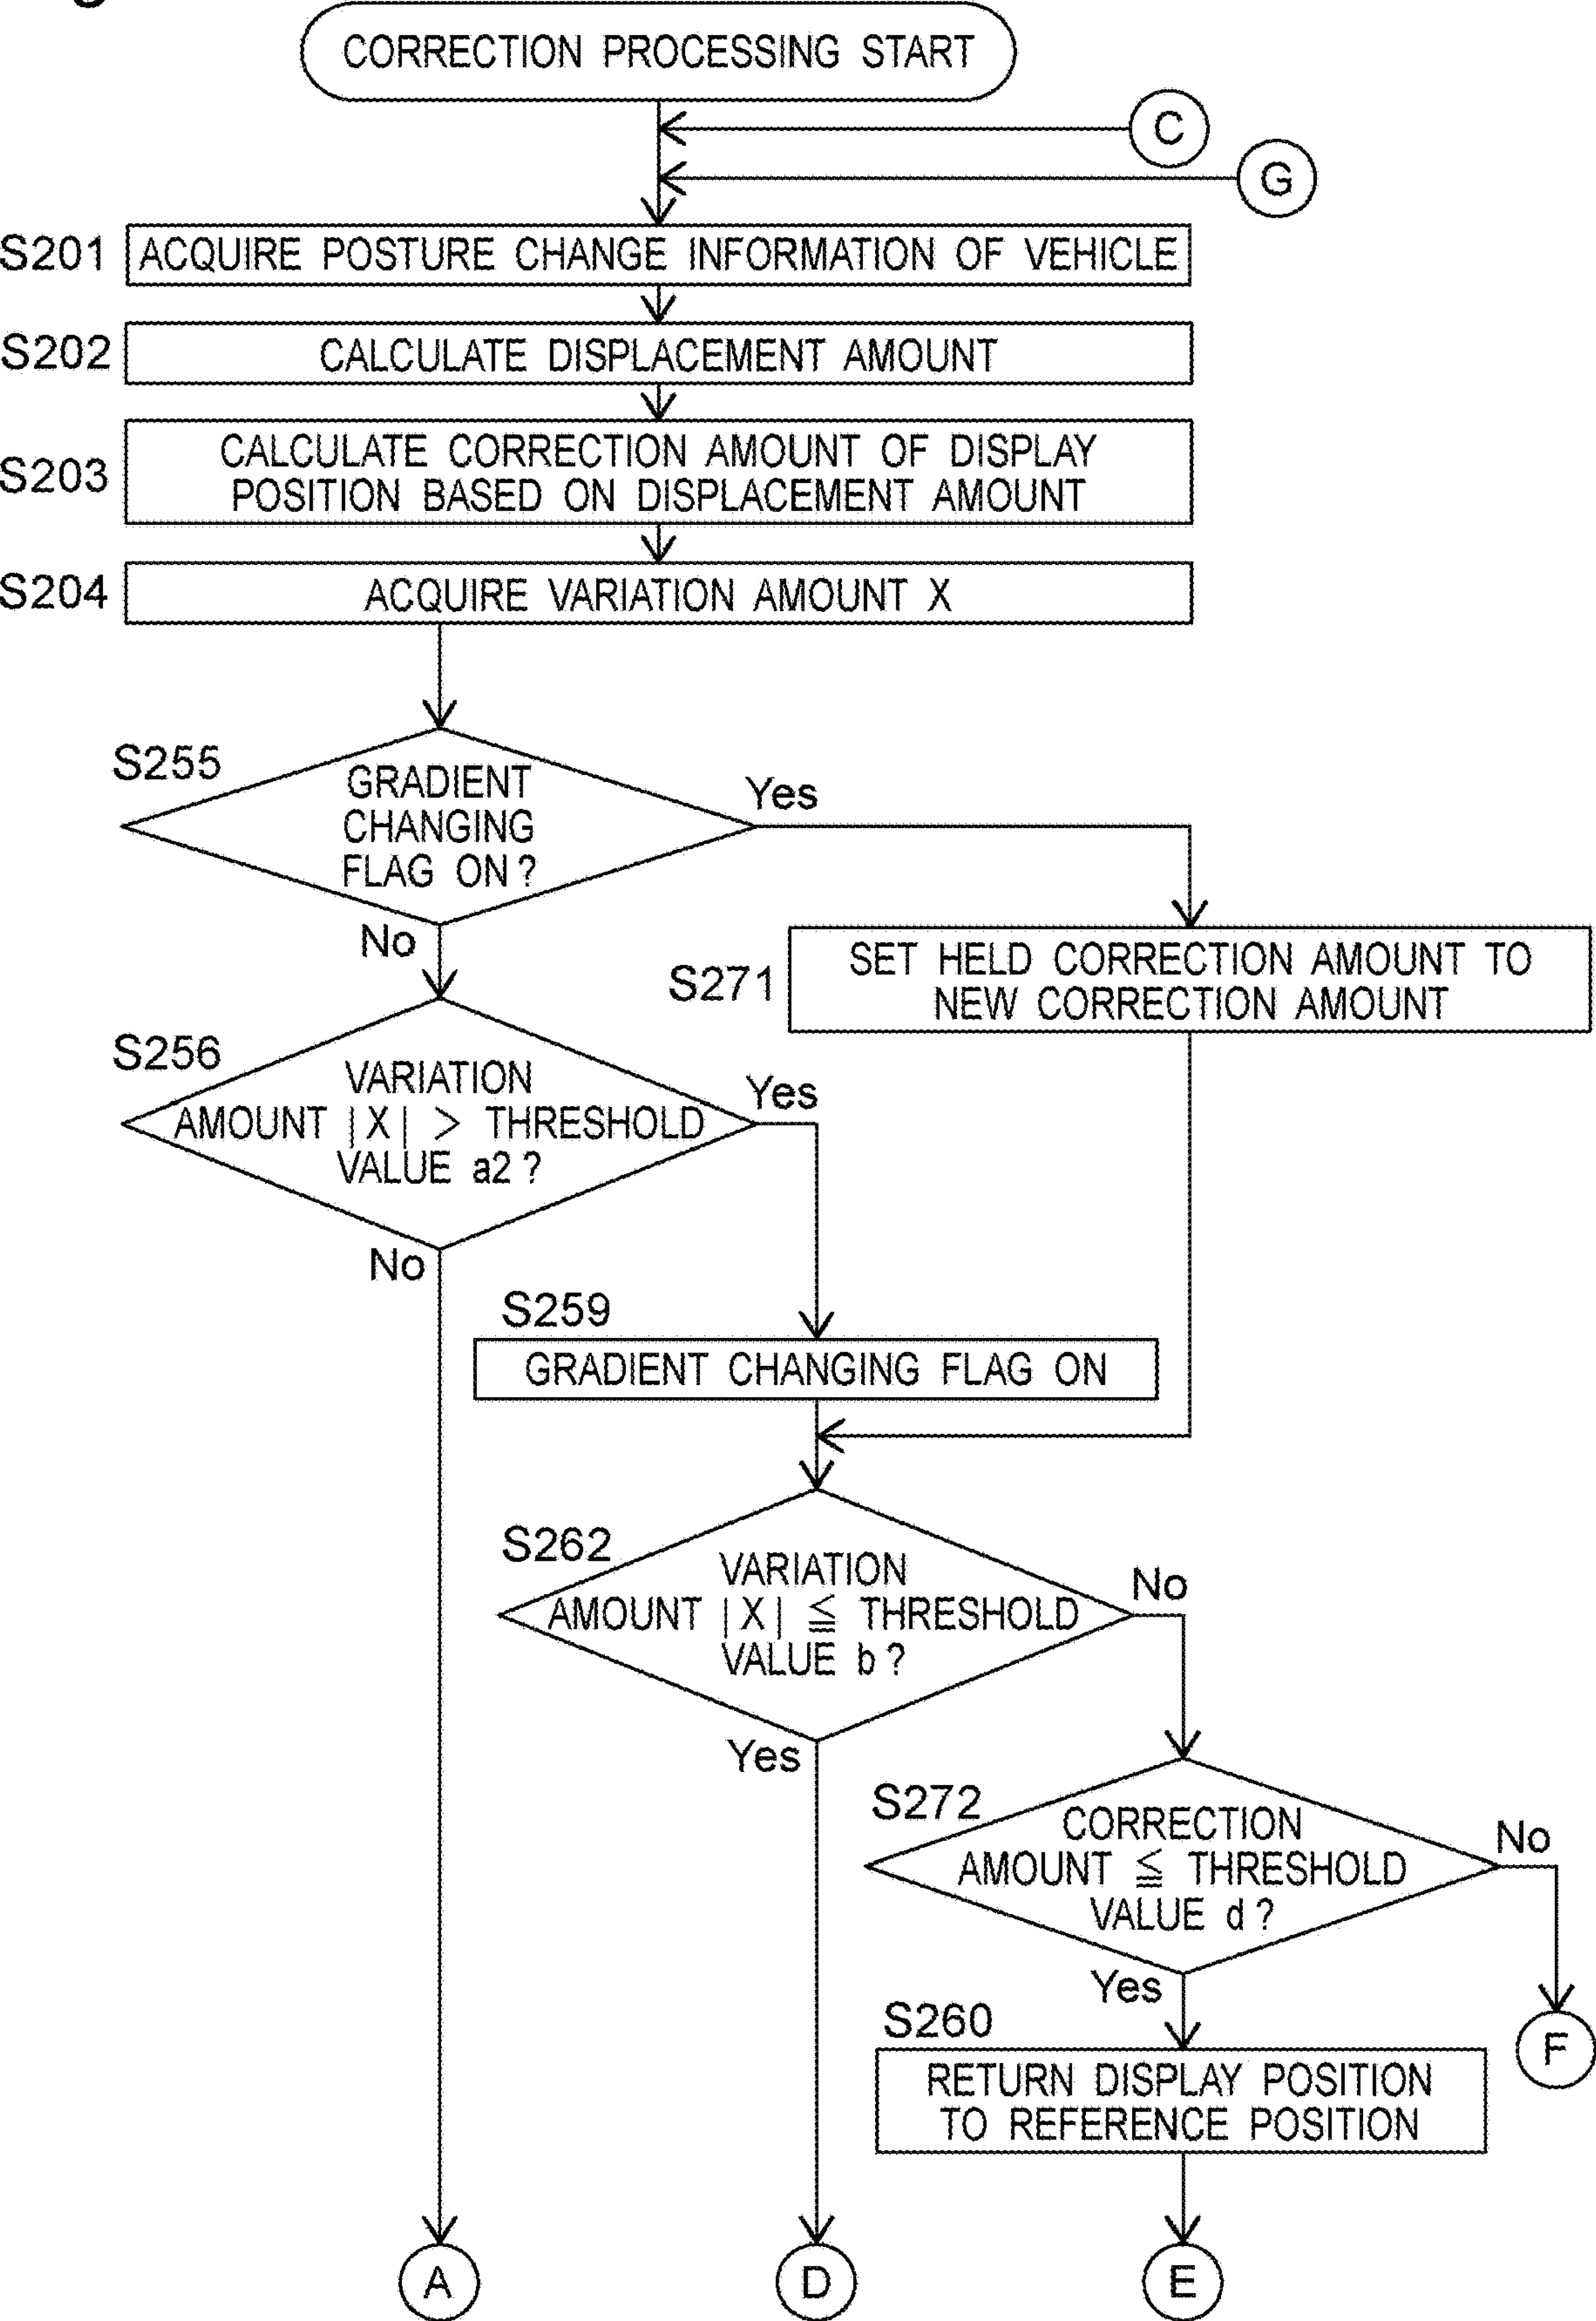 CORRECTION PROCESSING START
C
G
S201
ACQUIRE POSTURE CHANGE INFORMATION OF VEHICLE
S202
CALCULATE DISPLACEMENT AMOUNT
S203
CALCULATE CORRECTION AMOUNT OF DISPLAY
POSITION BASED ON DISPLACEMENT AMOUNT
S204
ACQUIRE VARIATION AMOUNT X
S255
GRADIENT
CHANGING
FLAG ON?
Yes
No
S271
SET HELD CORRECTION AMOUNT TO
NEW CORRECTION AMOUNT
S256
VARIATION
AMOUNT |X| > THRESHOLD
VALUE a2?
Yes
No
S259
GRADIENT CHANGING FLAG ON
S262
VARIATION
AMOUNT |X| ≦ THRESHOLD
VALUE b?
No
Yes
S272
CORRECTION
AMOUNT ≦ THRESHOLD
VALUE d?
No
Yes
S260
RETURN DISPLAY POSITION
TO REFERENCE POSITION
F
A
D
E